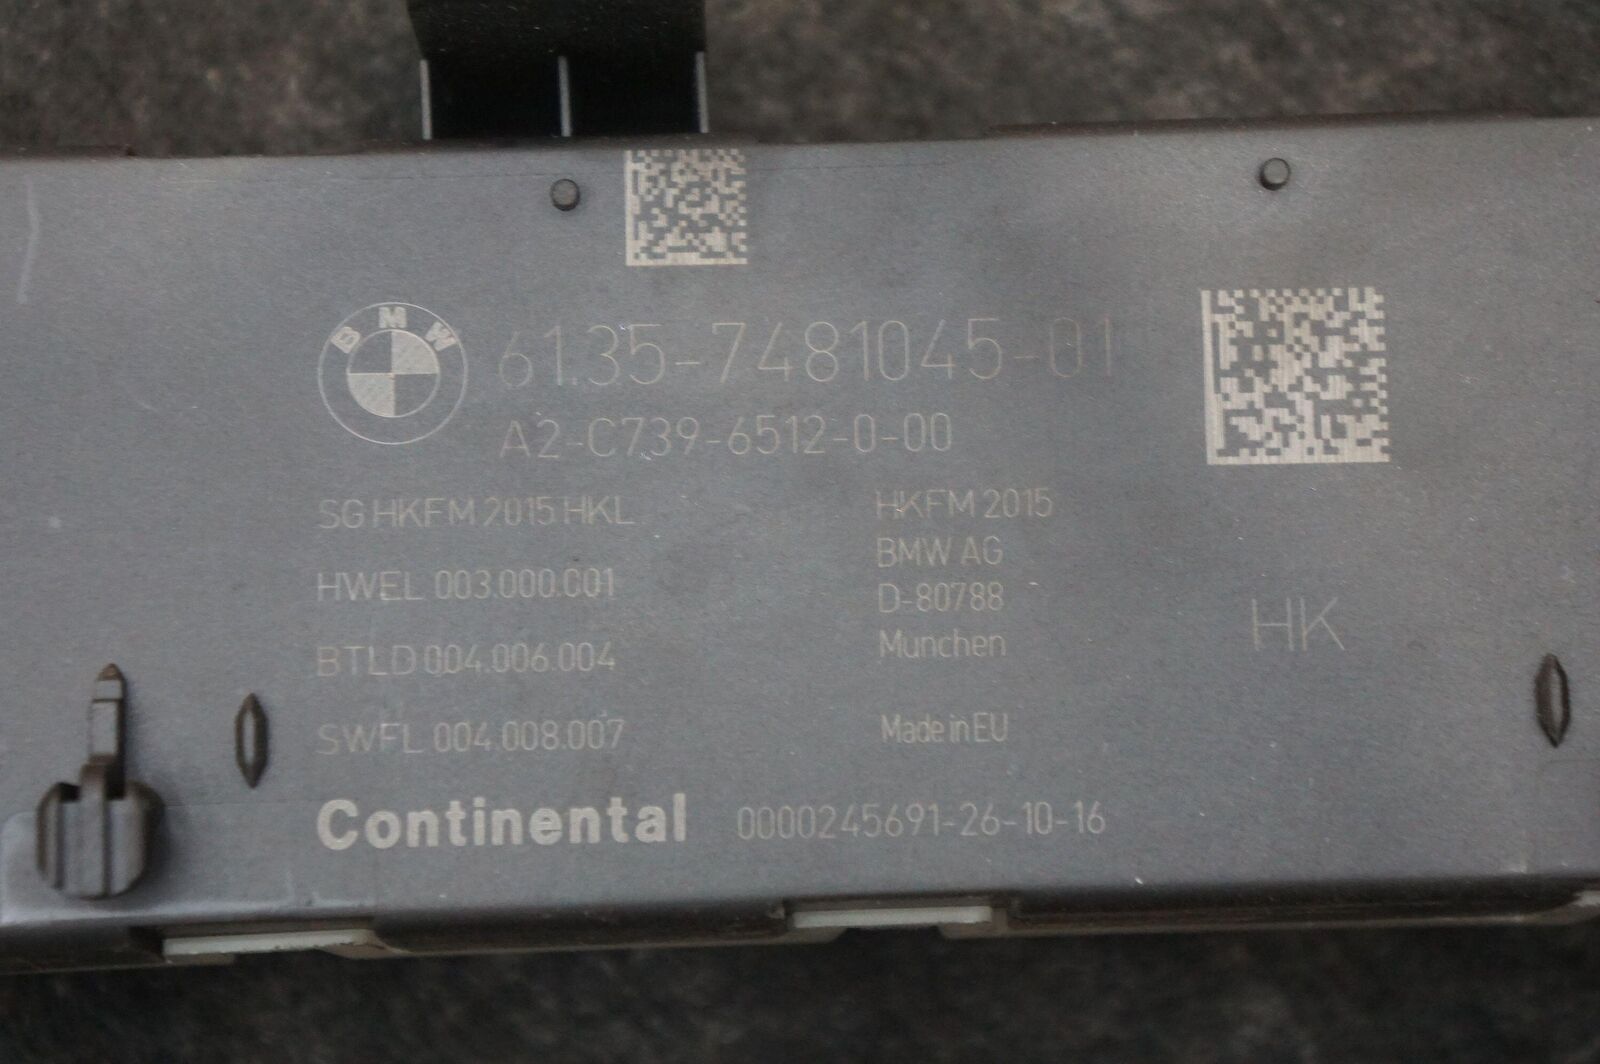 BMW
61.35-7481045-01
A2-C739-6512-0-00
SG HKFM 2015 HKL
HWEL 003.000.001
BTLD 004.006.004
SWFL 004.008.007
HKFM 2015
BMW AG
D-80788
Munchen
Made in EU
HK
Continental 0000245691-26-10-16